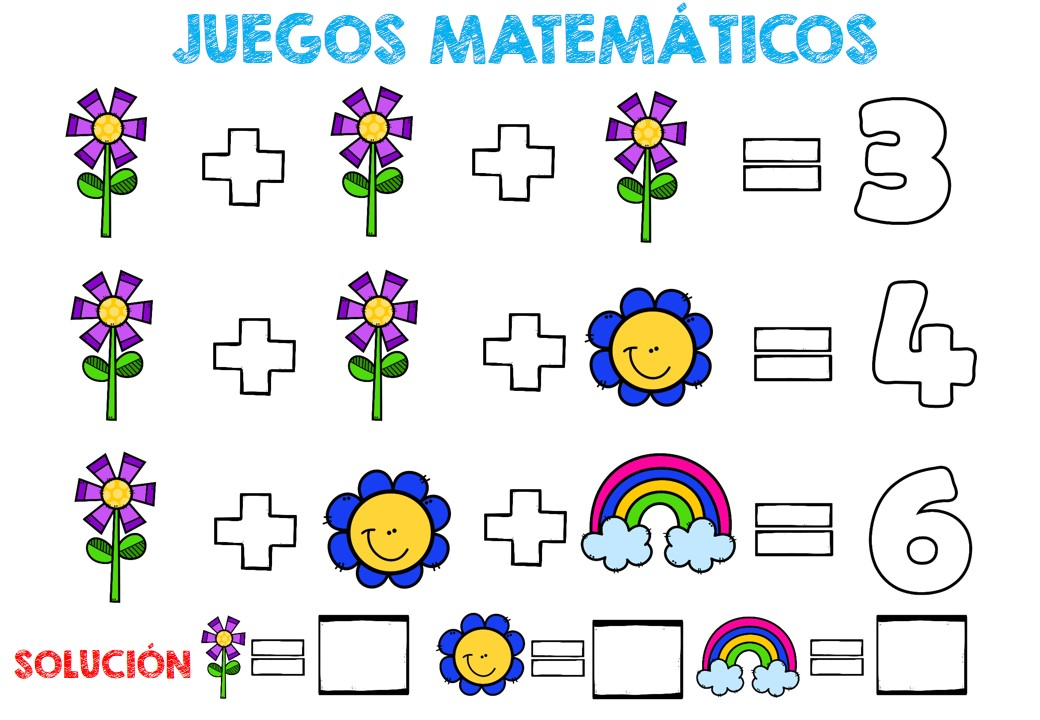 JUEGOS MATEMÁTICOS
+ + = 3
+ + = 4
+ + = 6
SOLUCIÓN = = =